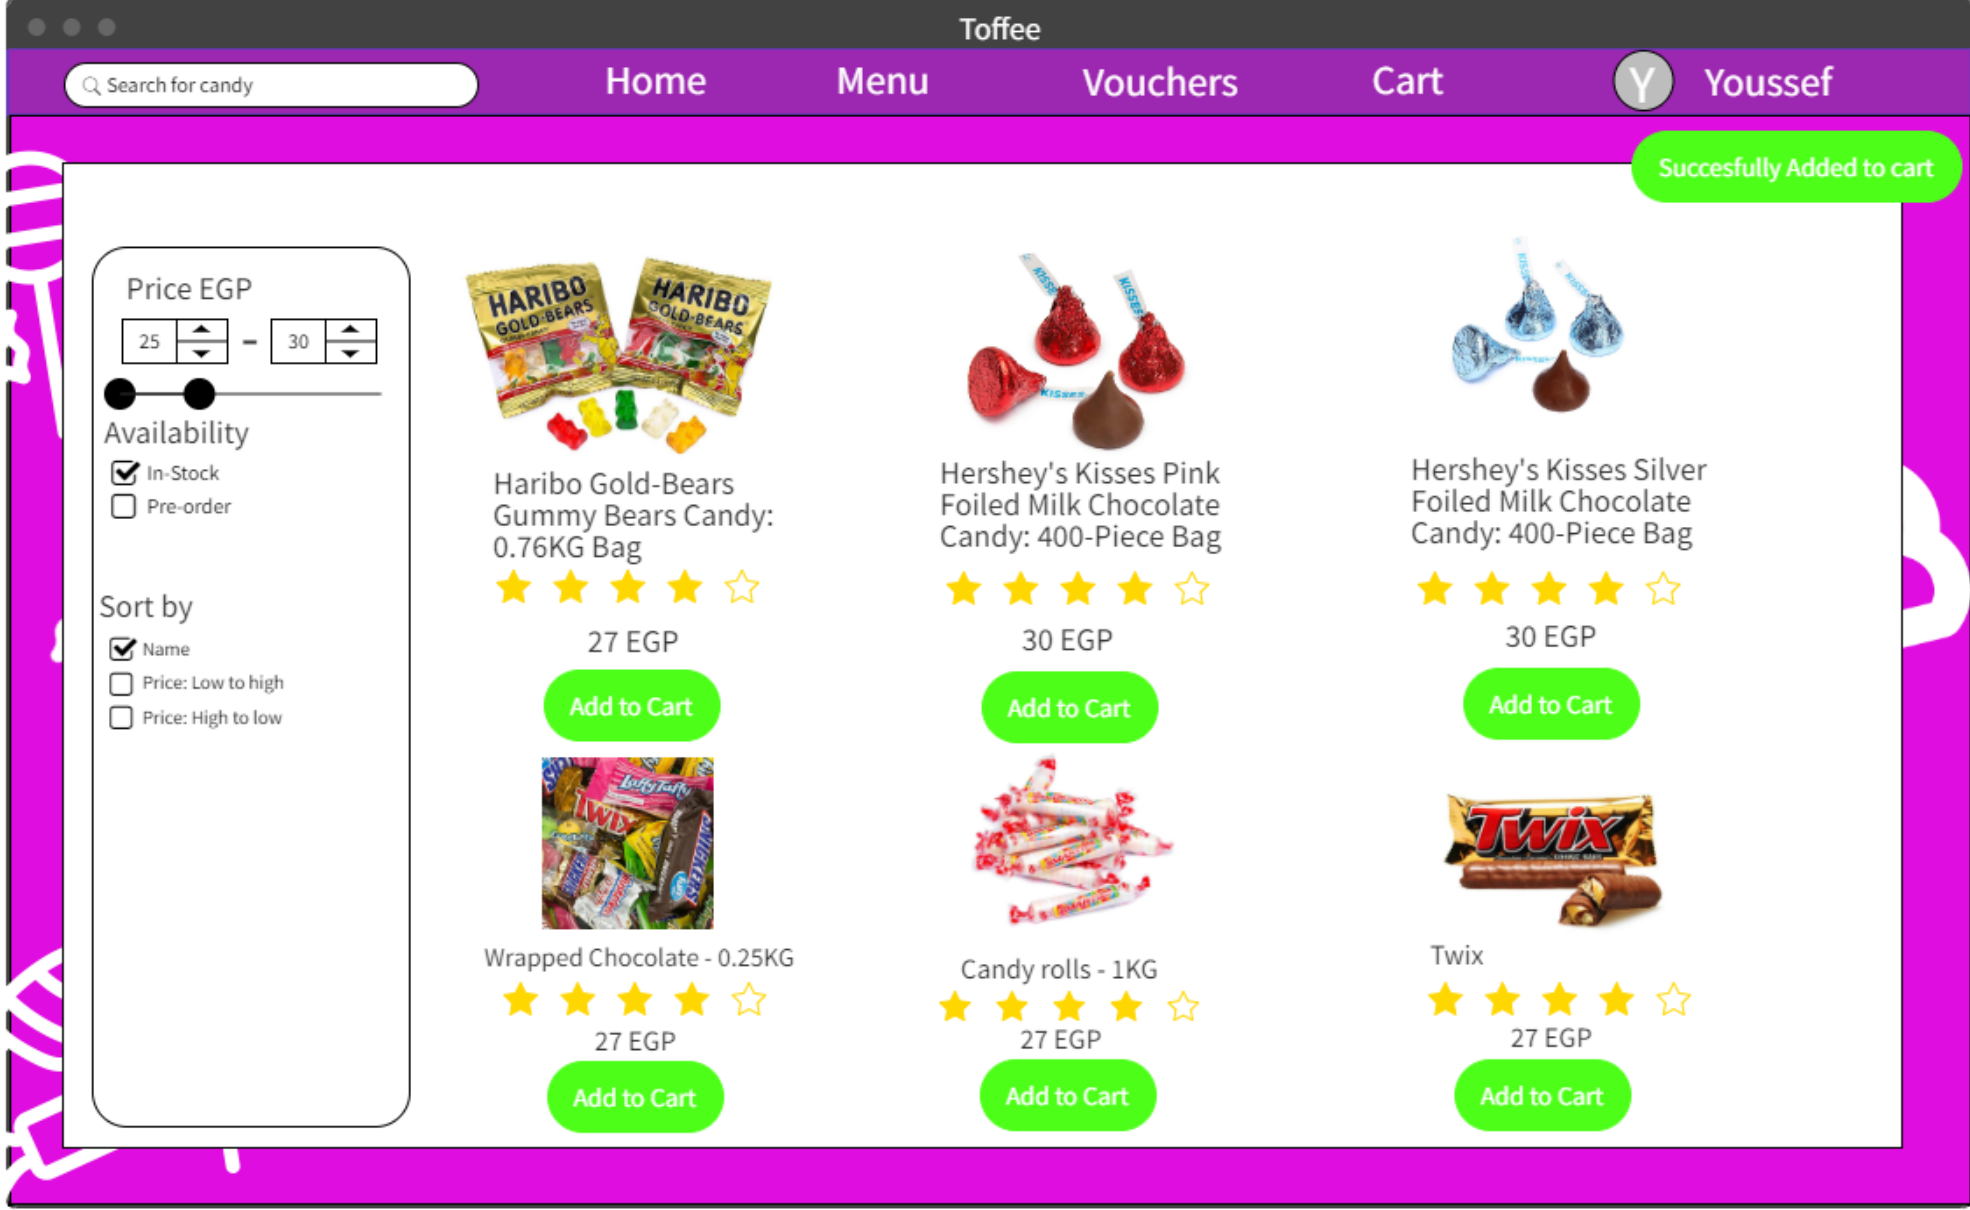 Toffee
Search for candy
Home
Menu
Vouchers
Cart
Y
Youssef
Succesfully Added to cart
Price EGP
25
-
30
Availability
In-Stock
Pre-order
Sort by
Name
Price: Low to high
Price: High to low
HARIBO
GOLD-BEARS
HARIBO
GOLD-BEARS
Haribo Gold-Bears
Gummy Bears Candy:
0.76KG Bag
27 EGP
Add to Cart
KISSES
KISSES
KISSES
Hershey's Kisses Pink
Foiled Milk Chocolate
Candy: 400-Piece Bag
30 EGP
Add to Cart
Hershey's Kisses Silver
Foiled Milk Chocolate
Candy: 400-Piece Bag
30 EGP
Add to Cart
Laffy Taffy
TWIX
SNICKERS
Wrapped Chocolate - 0.25KG
27 EGP
Add to Cart
Candy rolls - 1KG
27 EGP
Add to Cart
TWIX
Twix
27 EGP
Add to Cart